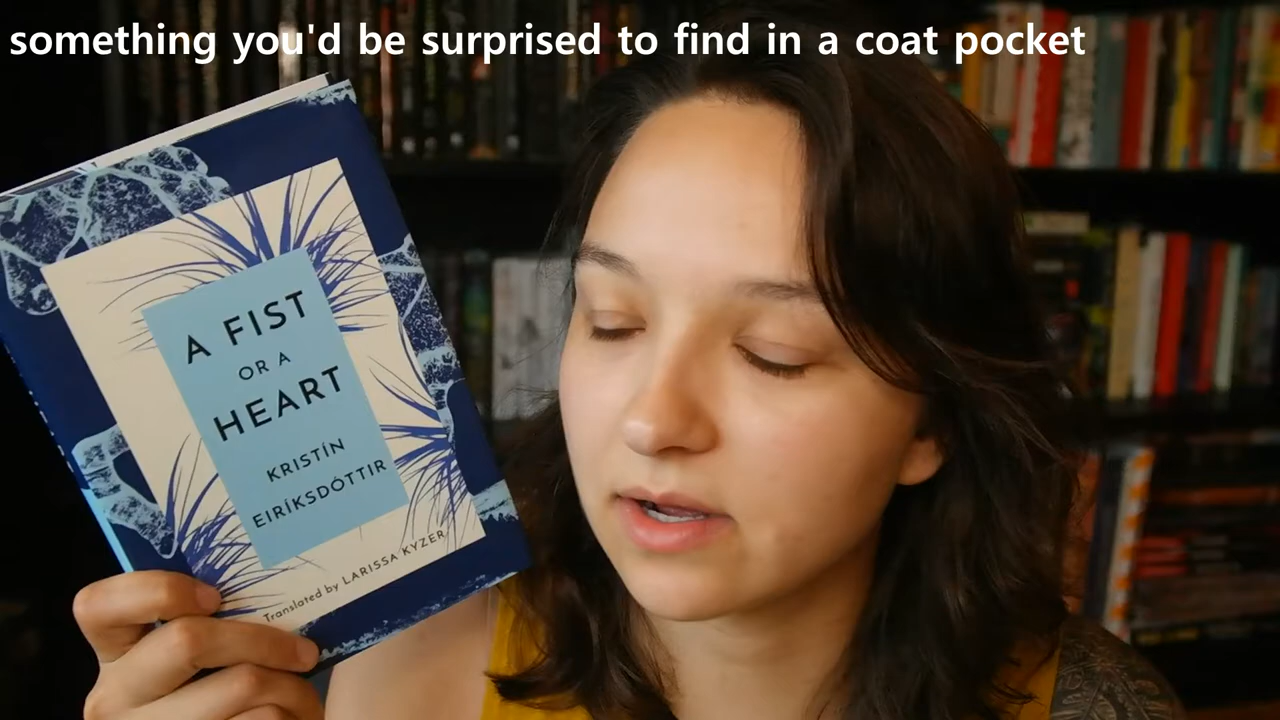 something you'd be surprised to find in a coat pocket
A FIST
OR A
HEART
KRISTÍN
EIRÍKSDÓTTIR
Translated by LARISSA KYZER